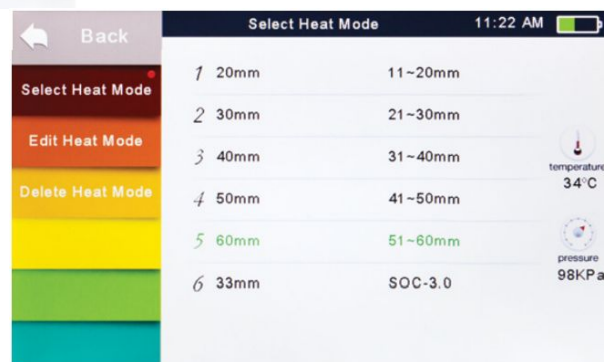 Back
Select Heat Mode 11:22 AM
Select Heat Mode
Edit Heat Mode
Delete Heat Mode
1 20mm 11~20mm
2 30mm 21~30mm
3 40mm 31~40mm
4 50mm 41~50mm
5 60mm 51~60mm
6 33mm SOC-3.0
temperature
34°C
pressure
98KPa